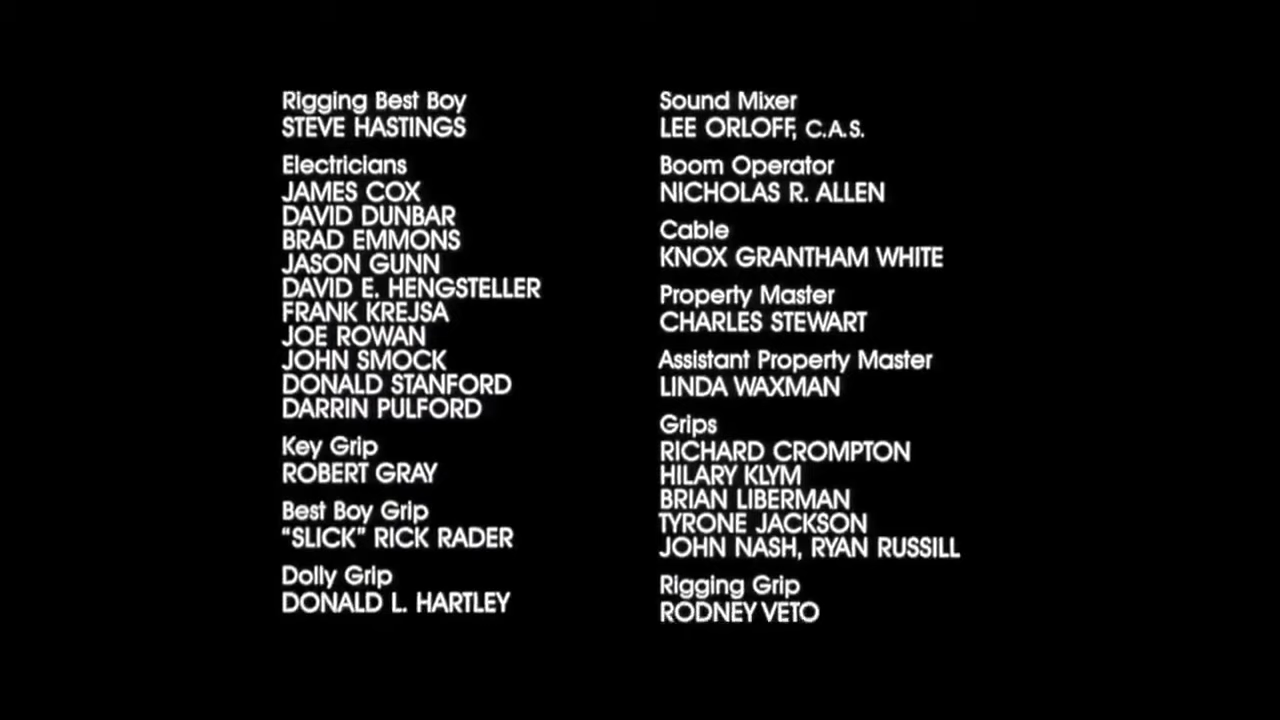 Rigging Best Boy
STEVE HASTINGS
Electricians
JAMES COX
DAVID DUNBAR
BRAD EMMONS
JASON GUNN
DAVID E. HENGSTELLER
FRANK KREJSA
JOE ROWAN
JOHN SMOCK
DONALD STANFORD
DARRIN PULFORD
Key Grip
ROBERT GRAY
Best Boy Grip
“SLICK” RICK RADER
Dolly Grip
DONALD L. HARTLEY
Sound Mixer
LEE ORLOFF, C.A.S.
Boom Operator
NICHOLAS R. ALLEN
Cable
KNOX GRANTHAM WHITE
Property Master
CHARLES STEWART
Assistant Property Master
LINDA WAXMAN
Grips
RICHARD CROMPTON
HILARY KLYM
BRIAN LIBERMAN
TYRONE JACKSON
JOHN NASH, RYAN RUSSILL
Rigging Grip
RODNEY VETO